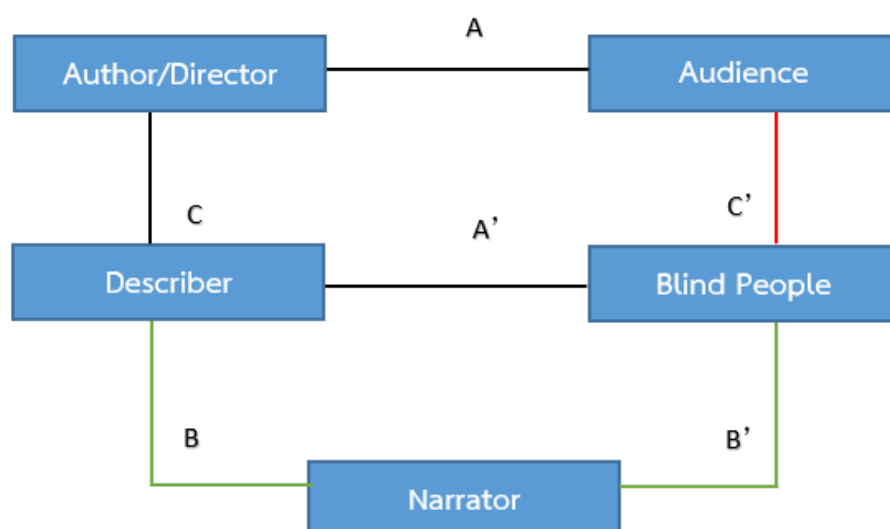 A
Author/Director
Audience
C
A’
C’
Describer
Blind People
B
B’
Narrator